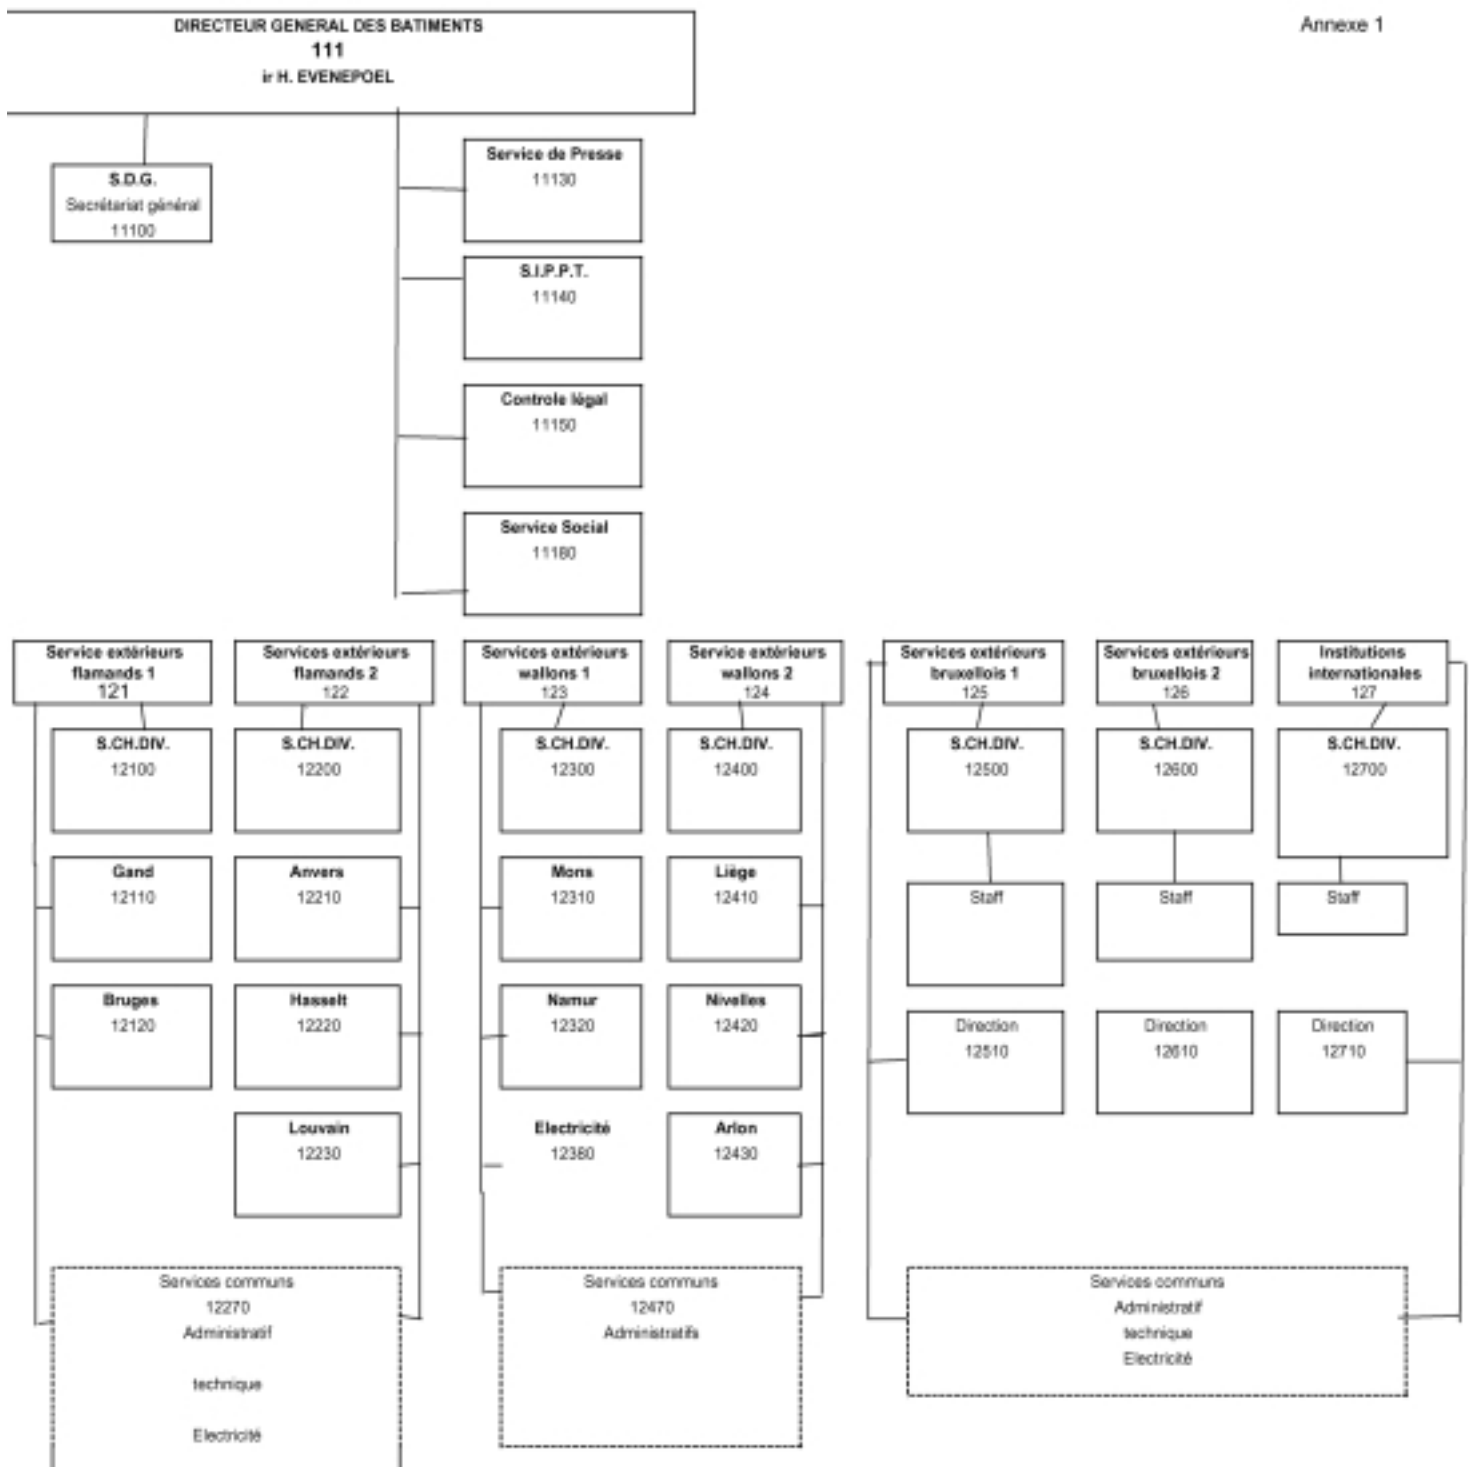 DIRECTEUR GENERAL DES BATIMENTS
111
ir H. EVENEPOEL
Annexe 1
S.D.G.
Secrétariat général
11100
Service de Presse
11130
S.I.P.P.T.
11140
Controle légal
11150
Service Social
11180
Service extérieurs
flamands 1
121
Services extérieurs
flamands 2
122
Services extérieurs
wallons 1
123
Service extérieurs
wallons 2
124
Services extérieurs
bruxellois 1
125
Services extérieurs
bruxellois 2
126
Institutions
internationales
127
S.CH.DIV.
12100
S.CH.DIV.
12200
S.CH.DIV.
12300
S.CH.DIV.
12400
S.CH.DIV.
12500
S.CH.DIV.
12600
S.CH.DIV.
12700
Gand
12110
Anvers
12210
Mons
12310
Liège
12410
Staff
Staff
Staff
Bruges
12120
Hasselt
12220
Namur
12320
Nivelles
12420
Direction
12510
Direction
12610
Direction
12710
Louvain
12230
Electricité
12380
Arlon
12430
Services communs
12270
Administratif
technique
Electricité
Services communs
12470
Administratifs
Services communs
Administratif
technique
Electricité